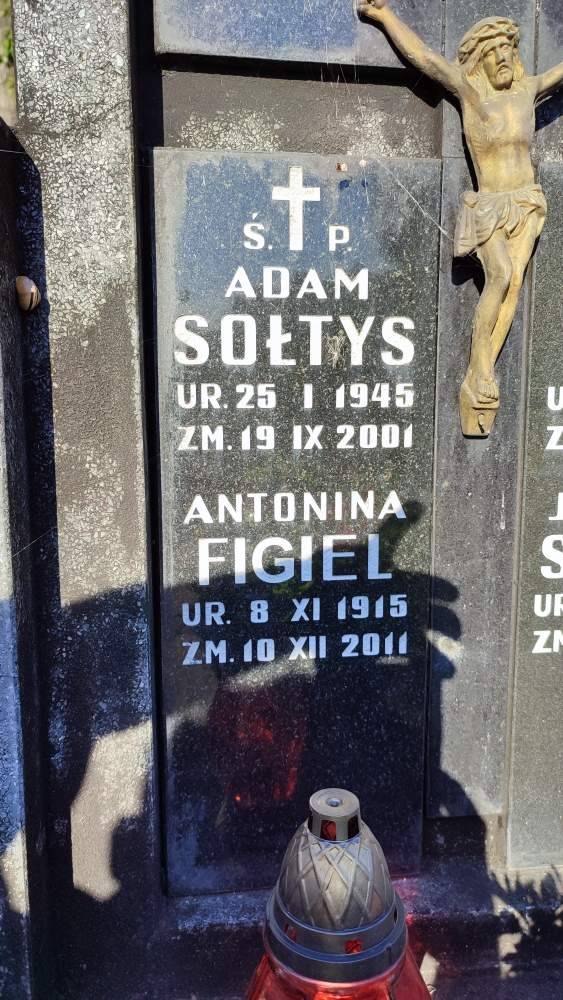 Ś. P.
ADAM
SOŁTYS
UR. 25 I 1945
ZM. 19 IX 2001
ANTONINA
FIGIEL
UR. 8 XI 1915
ZM. 10 XII 2011